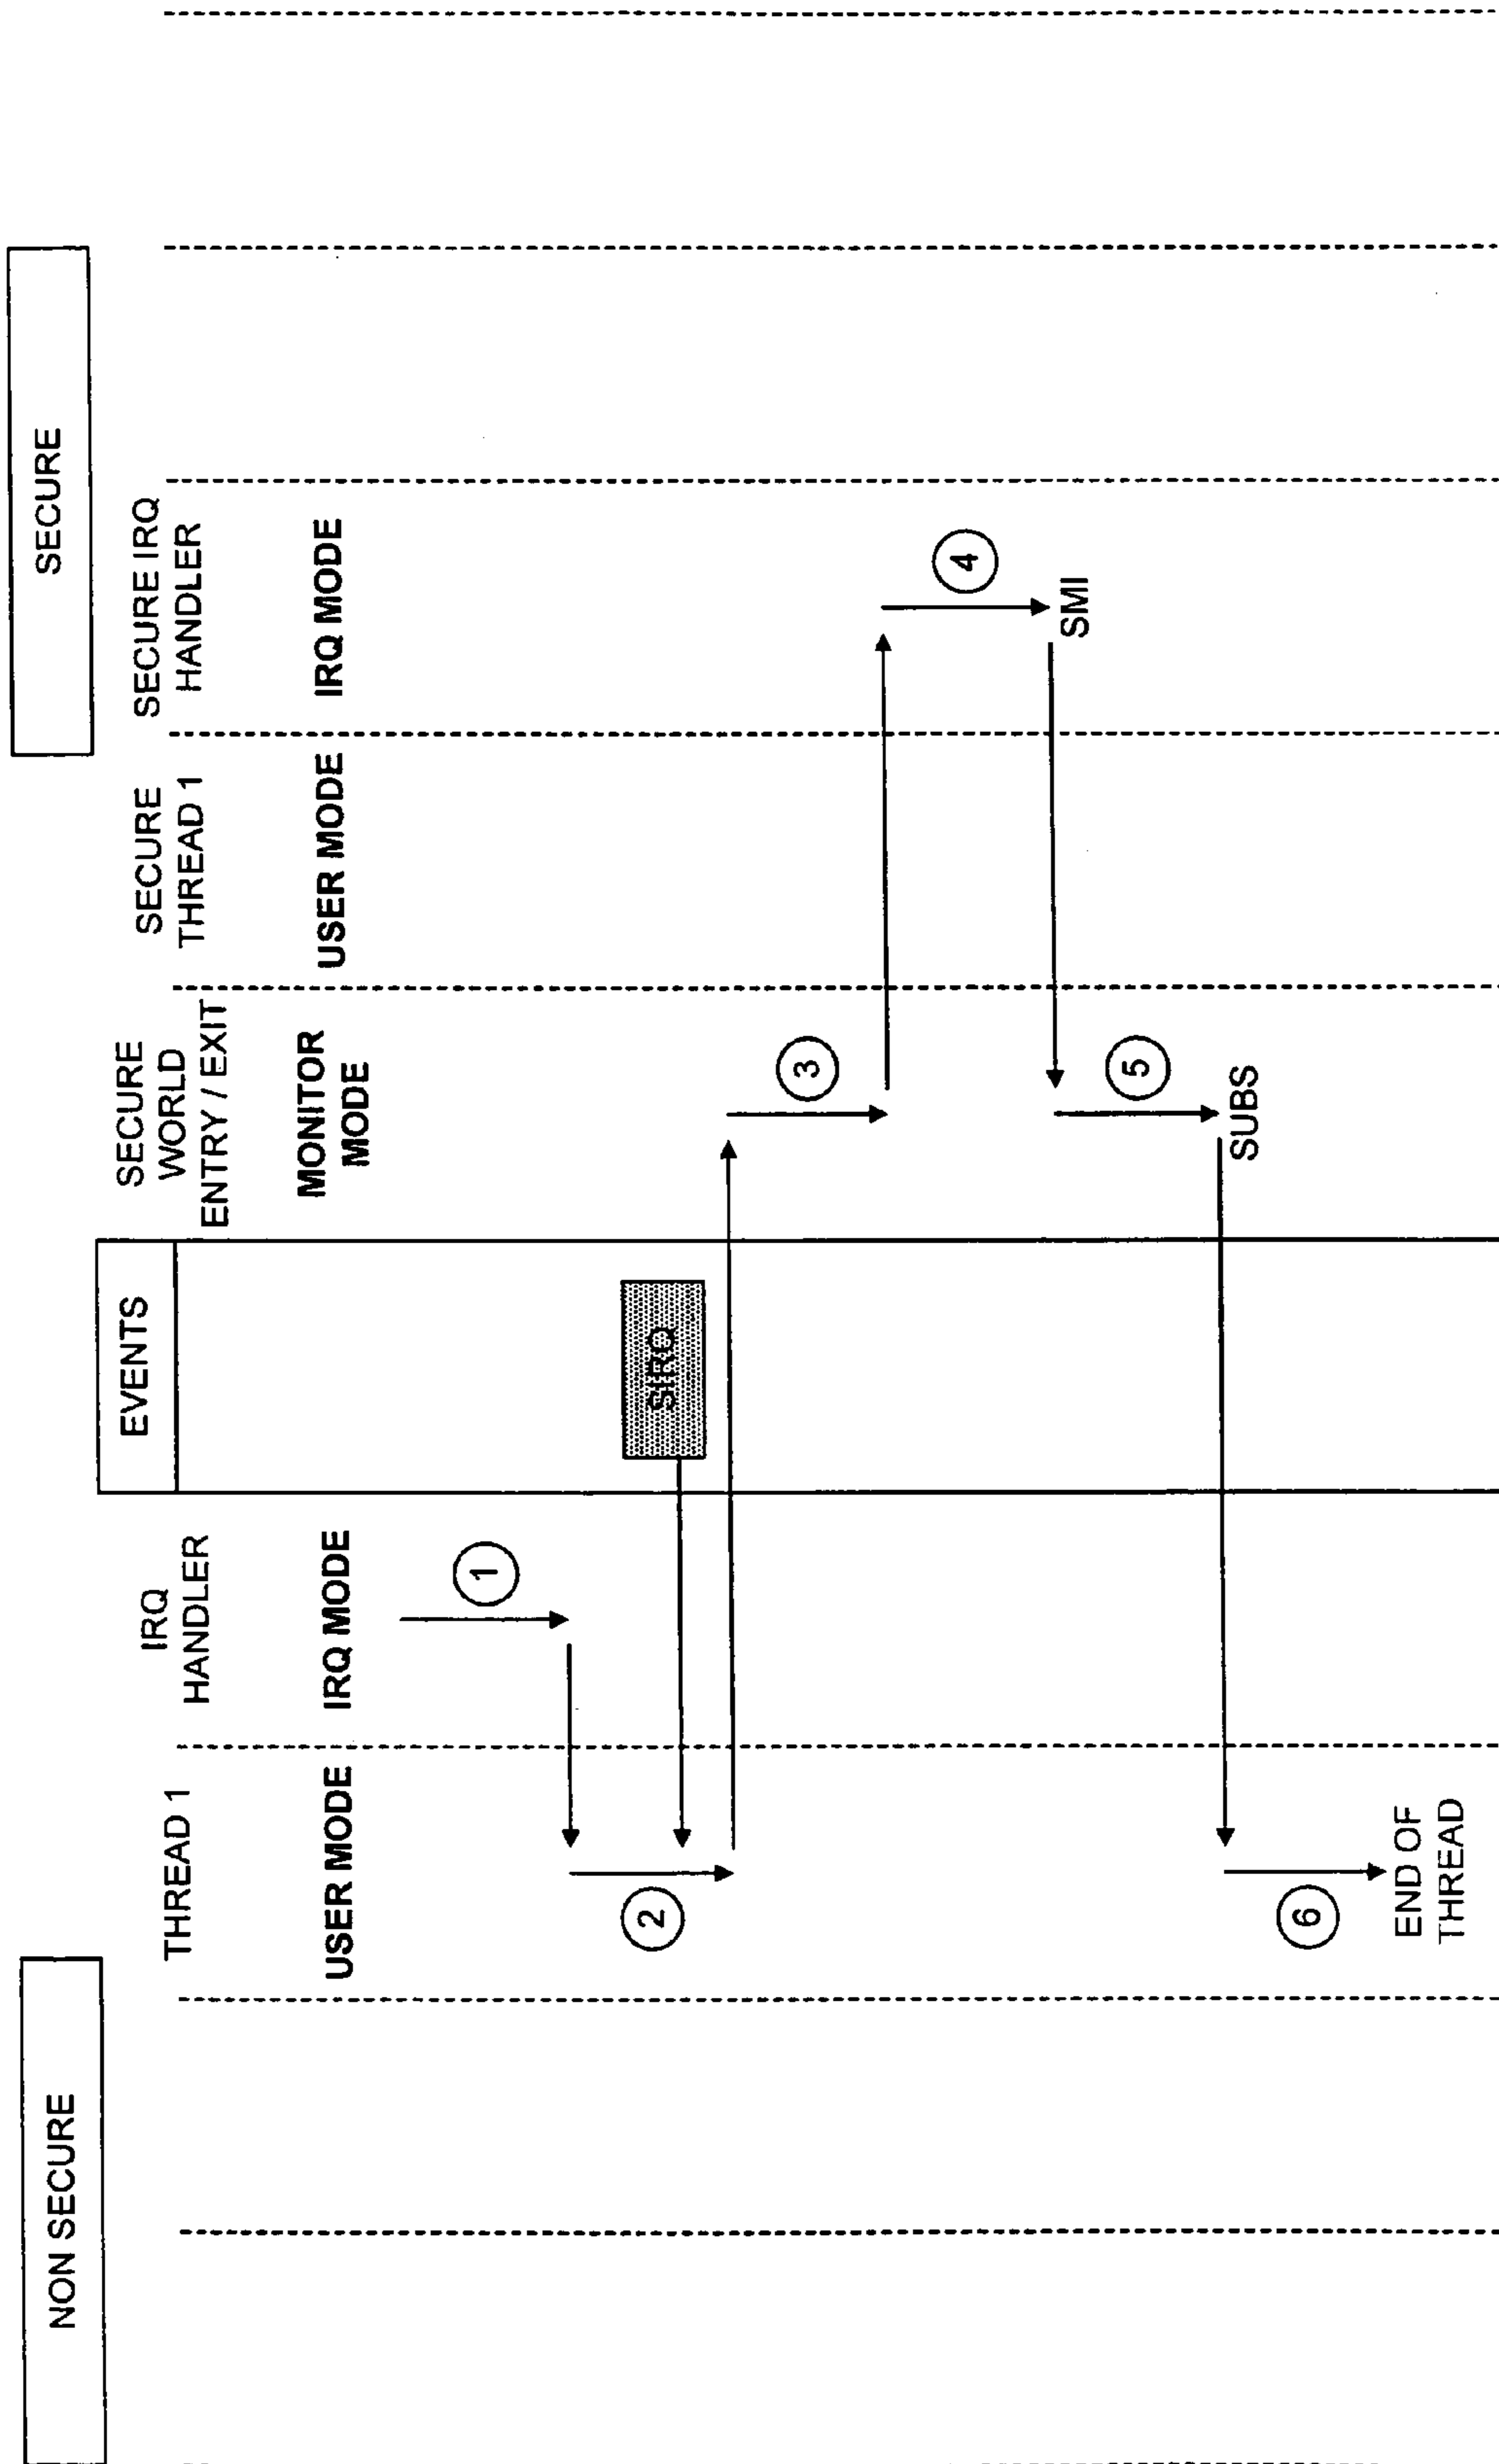 NON SECURE
SECURE
EVENTS
THREAD 1
IRQ
HANDLER
SECURE
WORLD
ENTRY / EXIT
SECURE
THREAD 1
SECURE IRQ
HANDLER
USER MODE
IRQ MODE
MONITOR
MODE
USER MODE
IRQ MODE
1
2
SIRQ
3
4
SMI
5
SUBS
6
END OF
THREAD